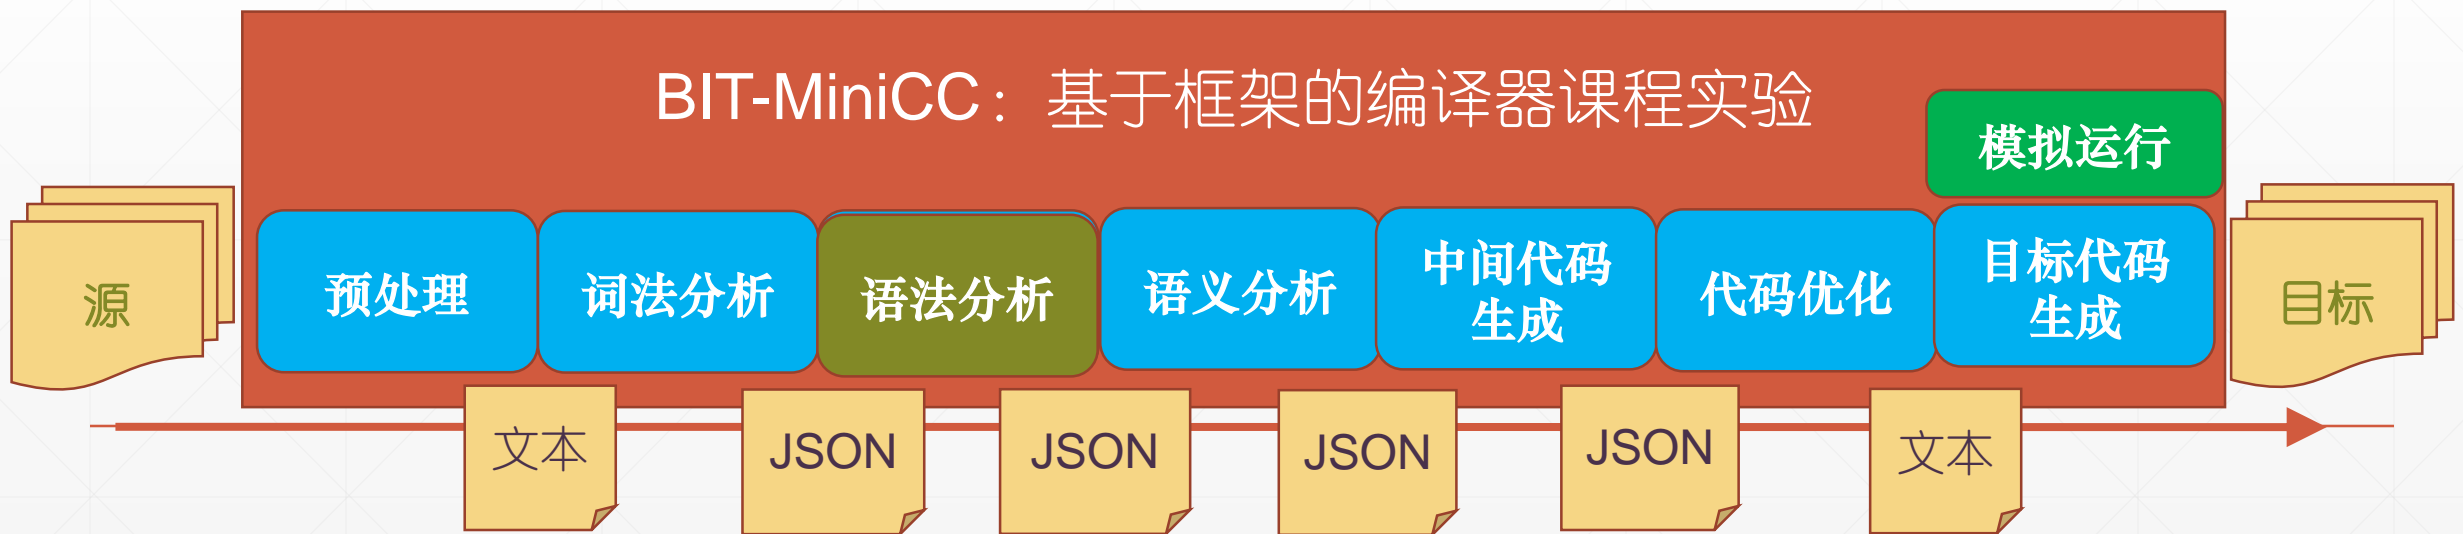 BIT-MiniCC：基于框架的编译器课程实验
模拟运行
源
预处理
词法分析
语法分析
语义分析
中间代码
生成
代码优化
目标代码
生成
目标
文本
JSON
JSON
JSON
JSON
文本